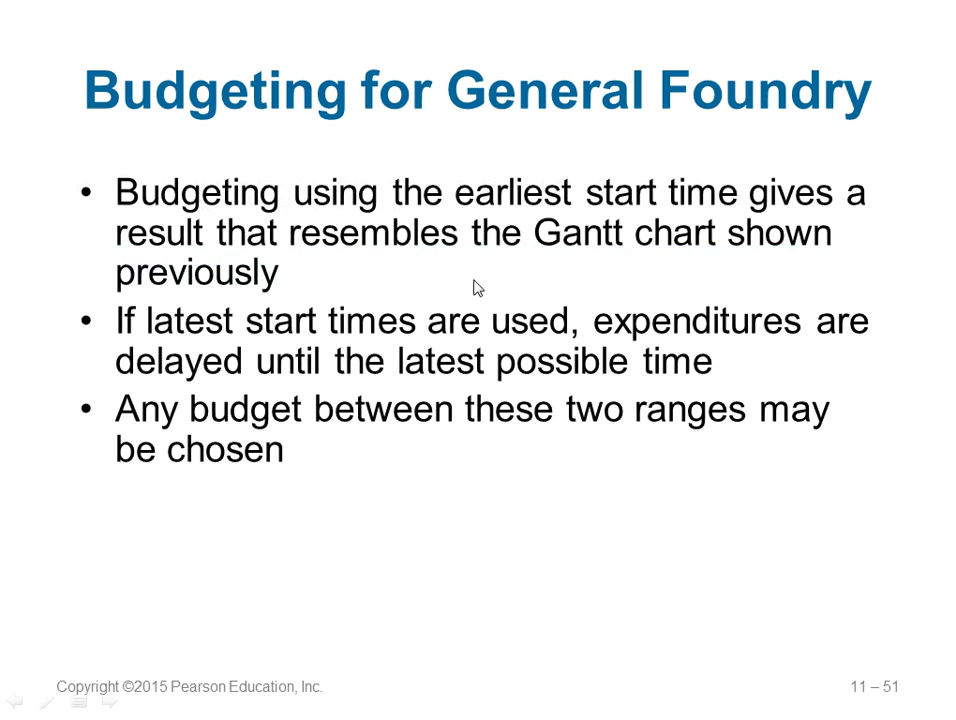 Budgeting for General Foundry
• Budgeting using the earliest start time gives a
result that resembles the Gantt chart shown
previously
• If latest start times are used, expenditures are
delayed until the latest possible time
• Any budget between these two ranges may
be chosen
Copyright ©2015 Pearson Education, Inc.
11 – 51